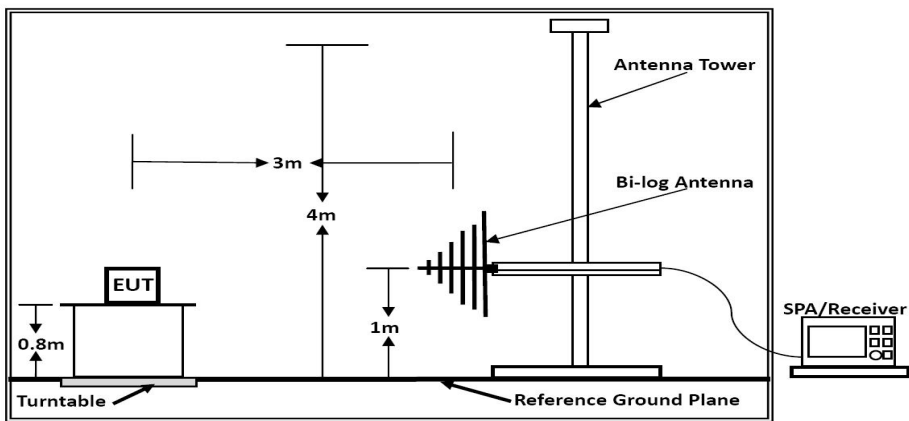 Antenna Tower
3m
Bi-log Antenna
4m
EUT
SPA/Receiver
0.8m
1m
Turntable
Reference Ground Plane